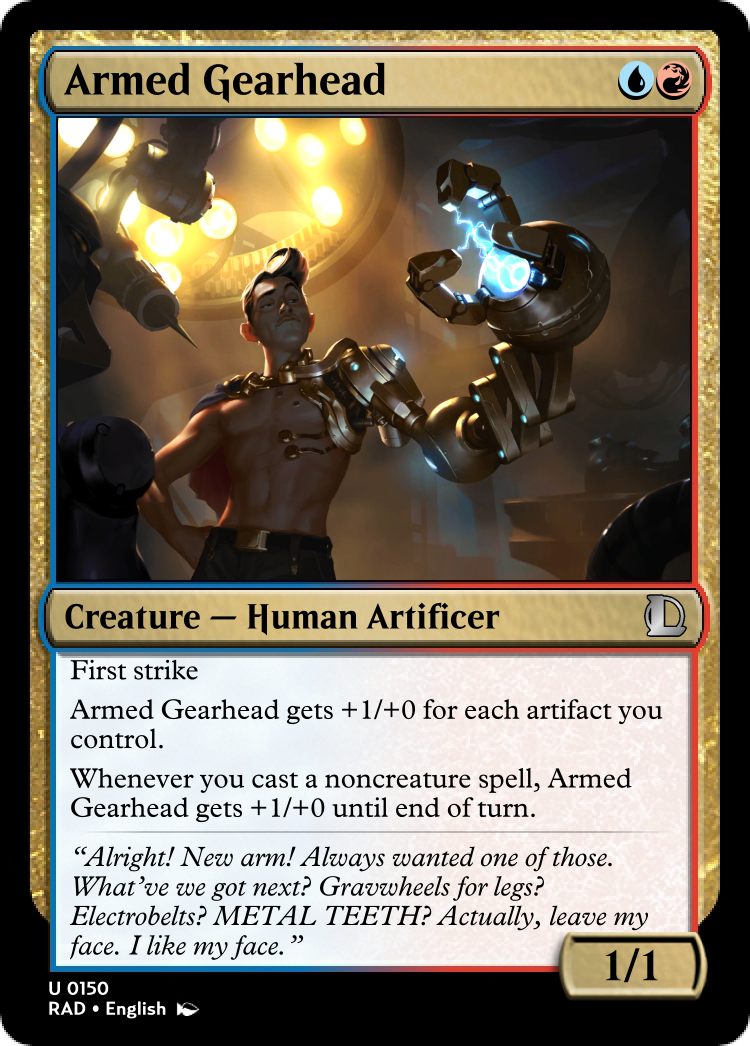 Armed Gearhead
Creature — Human Artificer
First strike
Armed Gearhead gets +1/+0 for each artifact you
control.
Whenever you cast a noncreature spell, Armed
Gearhead gets +1/+0 until end of turn.
“Alright! New arm! Always wanted one of those.
What’ve we got next? Gravwheels for legs?
Electrobelts? METAL TEETH? Actually, leave my
face. I like my face.”
1/1
U 0150
RAD • English